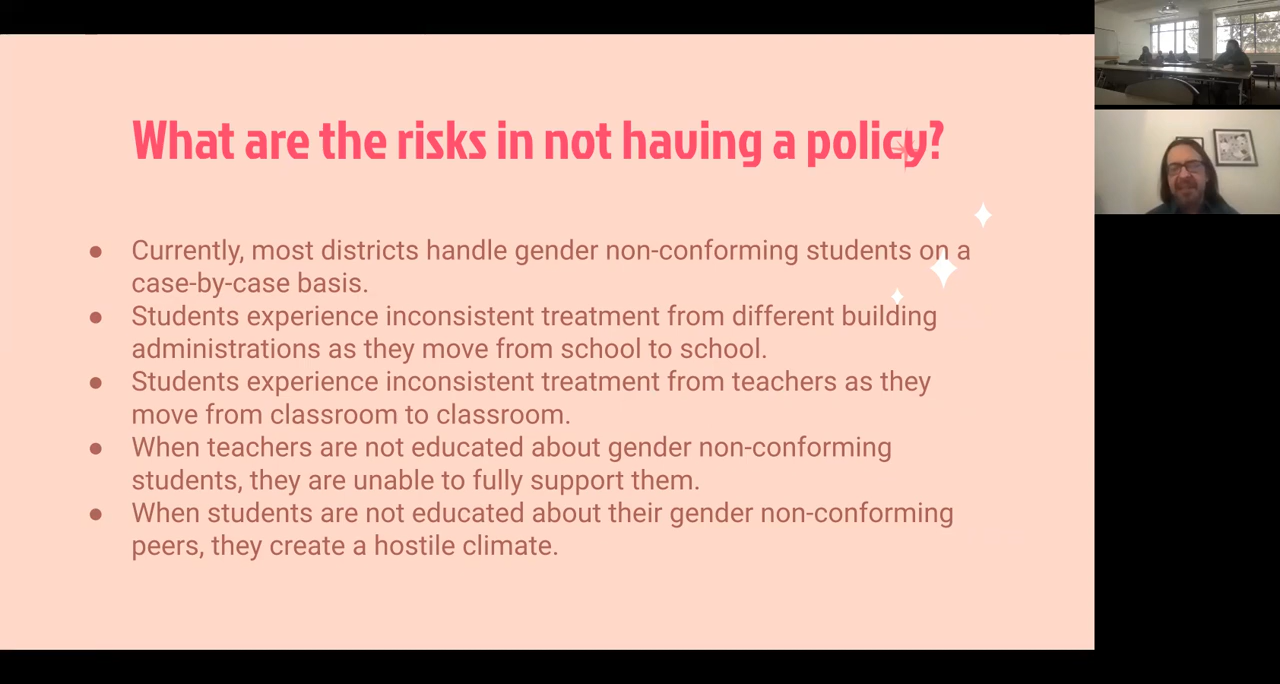 What are the risks in not having a policy?
● Currently, most districts handle gender non-conforming students on a
case-by-case basis.
● Students experience inconsistent treatment from different building
administrations as they move from school to school.
● Students experience inconsistent treatment from teachers as they
move from classroom to classroom.
● When teachers are not educated about gender non-conforming
students, they are unable to fully support them.
● When students are not educated about their gender non-conforming
peers, they create a hostile climate.